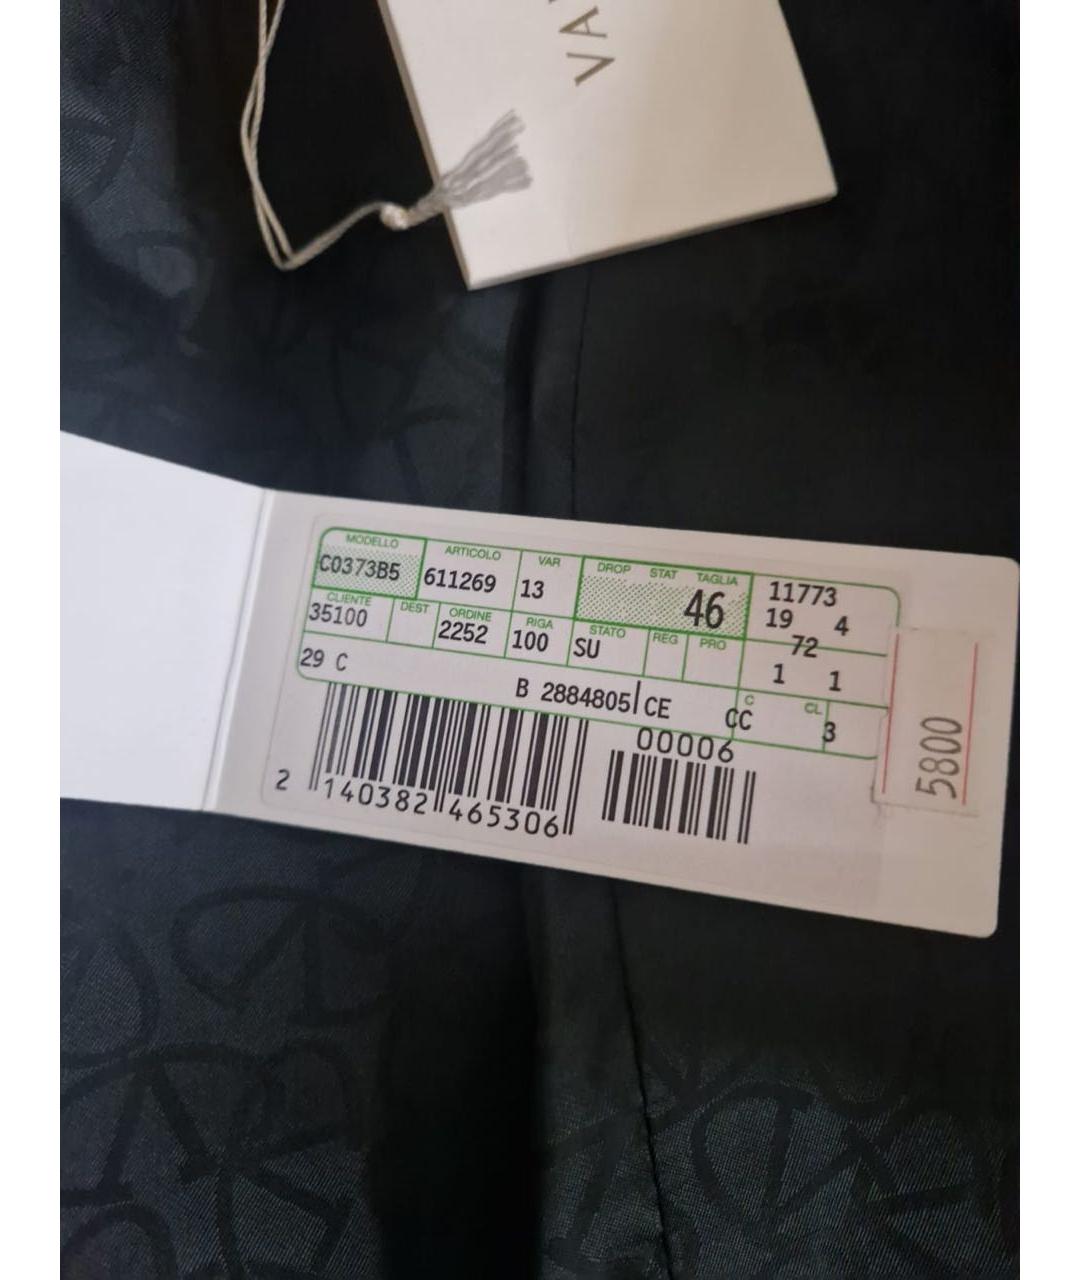 VA
MODELLO ARTICOLO VAR DROP STAT TAGLIA
C0373B5 611269 13 46 11773
19 4
CLIENTE DEST ORDINE RIGA STATO REG PRO 72
35100 2252 100 SU 1 1
29 C B 2884805 CE C CC CL 3
00006
2 140382 465306
5800